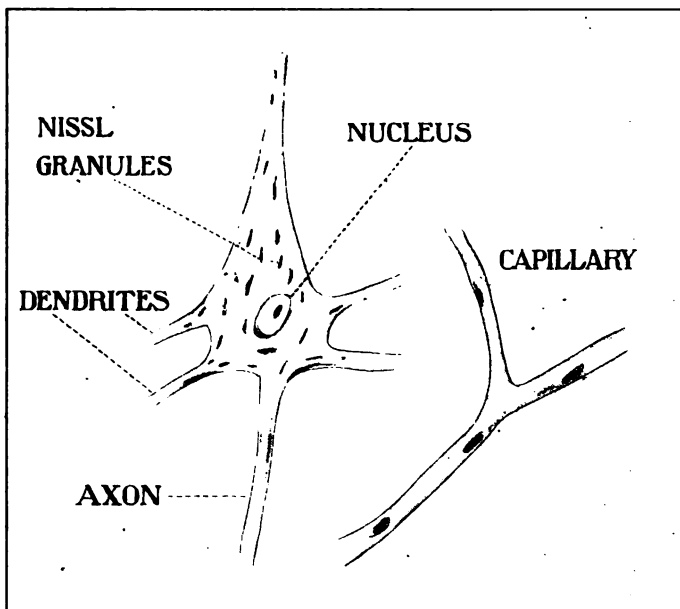 NISSL
GRANULES
NUCLEUS
CAPILLARY
DENDRITES
AXON